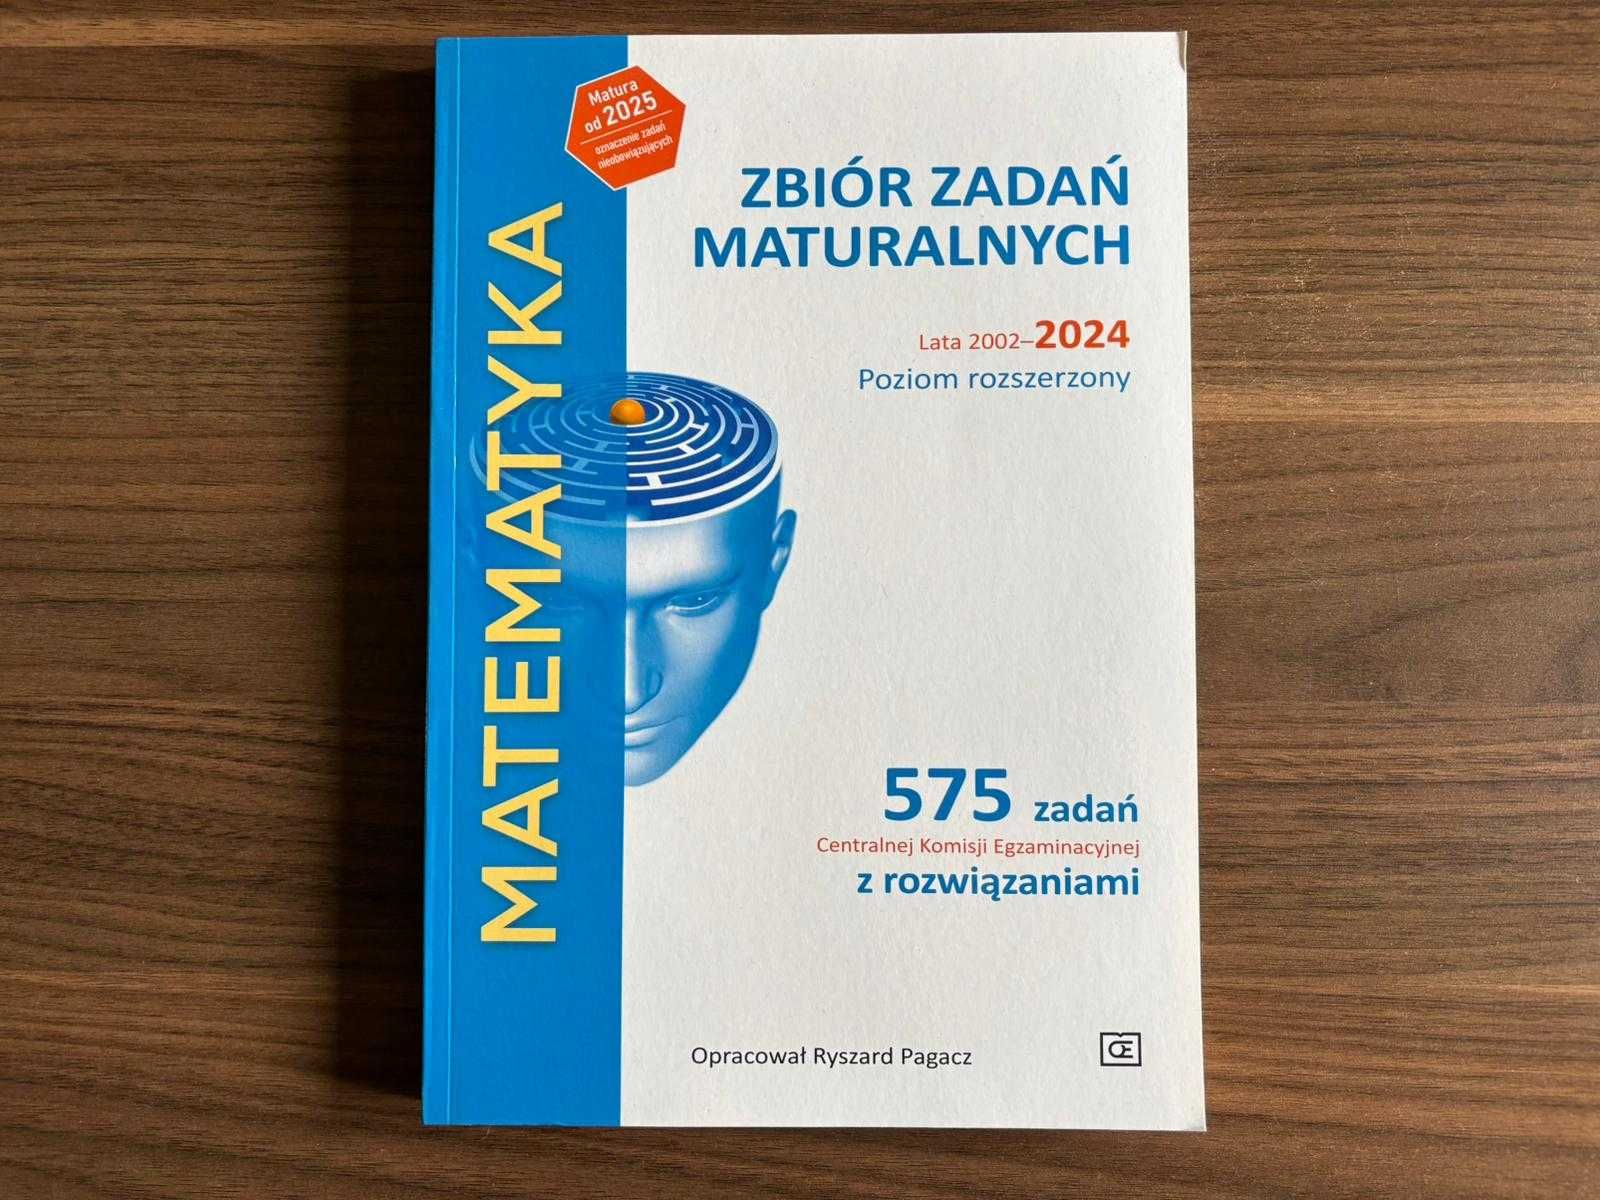 Matura
od 2025
oznaczenie zadań
nieobowiązujących
MATEMATYKA
ZBIÓR ZADAŃ
MATURALNYCH
Lata 2002–2024
Poziom rozszerzony
575 zadań
Centralnej Komisji Egzaminacyjnej
z rozwiązaniami
Opracował Ryszard Pagacz
OE